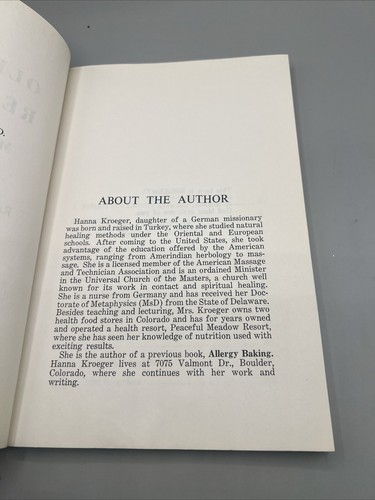 OLI
RE
D.
ABOUT THE AUTHOR
Hanna Kroeger, daughter of a German missionary
was born and raised in Turkey, where she studied natural
healing methods under the Oriental and European
schools. After coming to the United States, she took
advantage of the education offered by the American
systems, ranging from Amerindian herbology to mas-
sage. She is a licensed member of the American Massage
and Technician Association and is an ordained Minister
in the Universal Church of the Masters, a church well
known for its work in contact and spiritual healing.
She is a nurse from Germany and has received her Doc-
torate of Metaphysics (MsD) from the State of Delaware.
Besides teaching and lecturing, Mrs. Kroeger owns two
health food stores in Colorado and has for years owned
and operated a health resort, Peaceful Meadow Resort,
where she has seen her knowledge of nutrition used with
exciting results.
She is the author of a previous book, Allergy Baking.
Hanna Kroeger lives at 7075 Valmont Dr., Boulder,
Colorado, where she continues with her work and
writing.